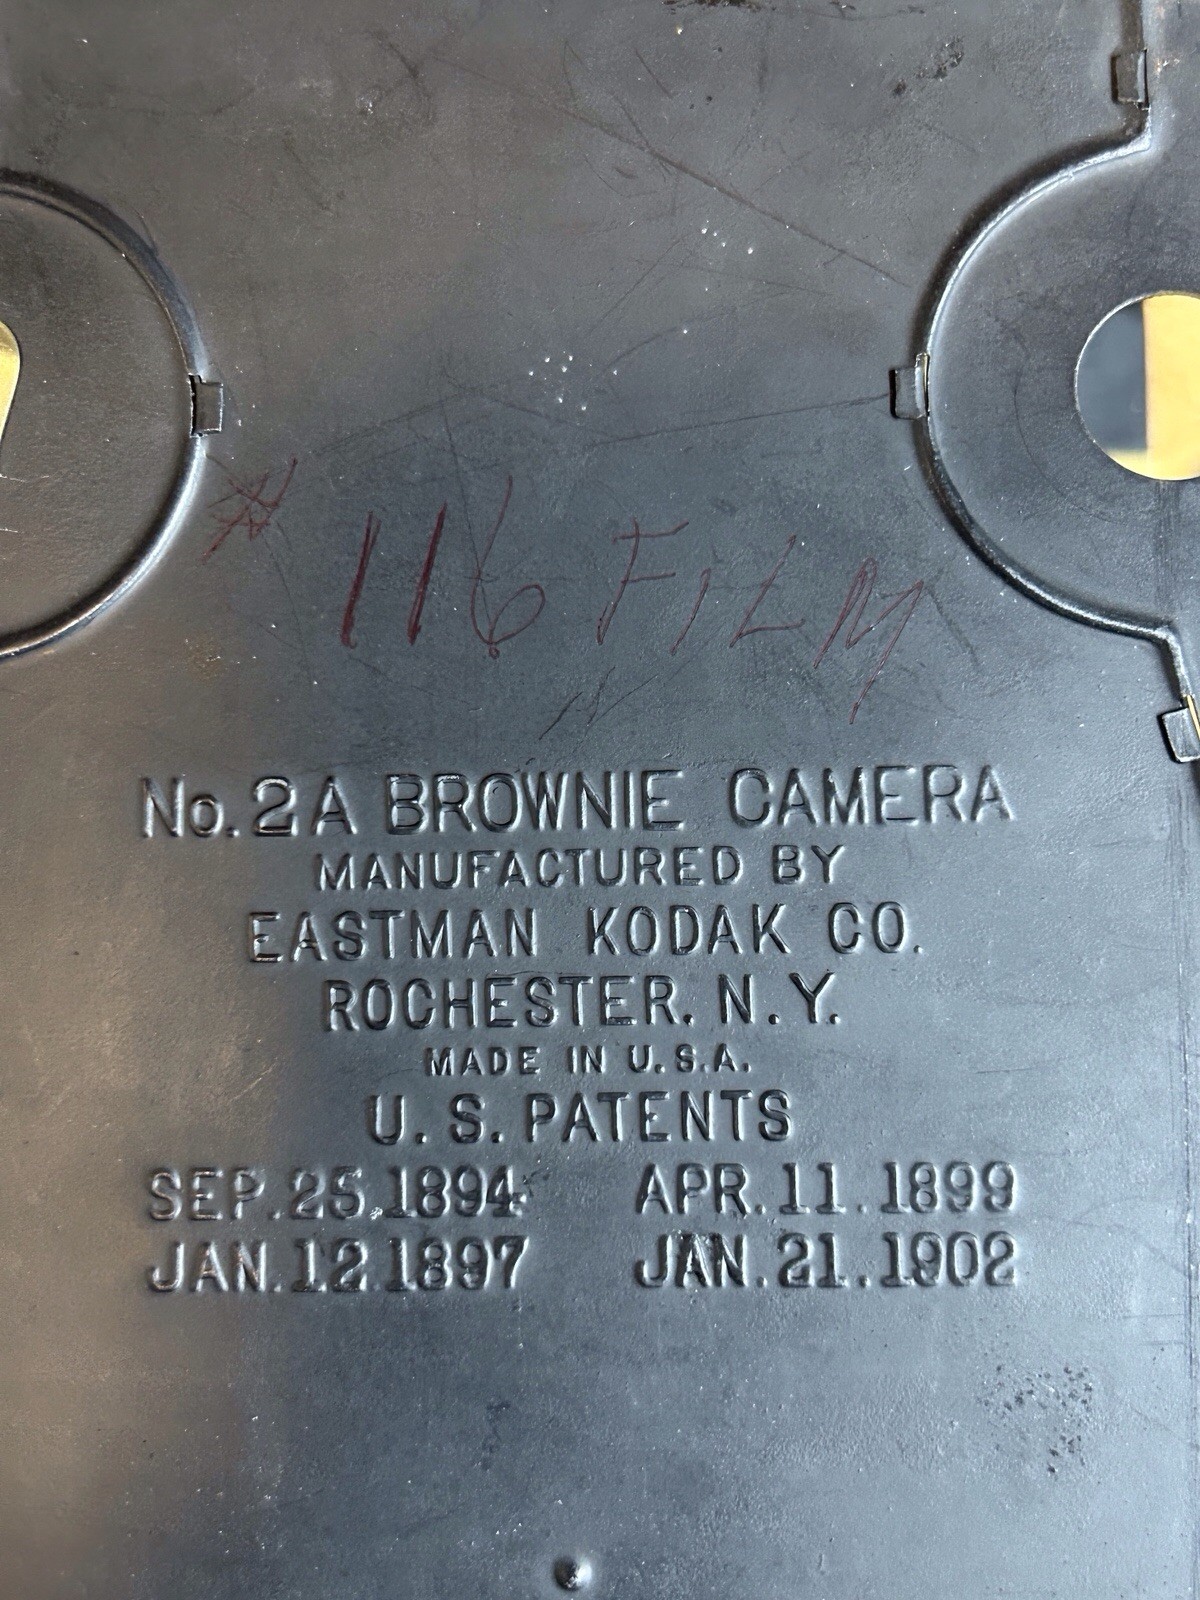 # 116 FILM
No. 2A BROWNIE CAMERA
MANUFACTURED BY
EASTMAN KODAK CO.
ROCHESTER. N.Y.
MADE IN U.S.A.
U.S. PATENTS
SEP. 25. 1894 APR. 11. 1899
JAN. 12 1897 JAN. 21. 1902